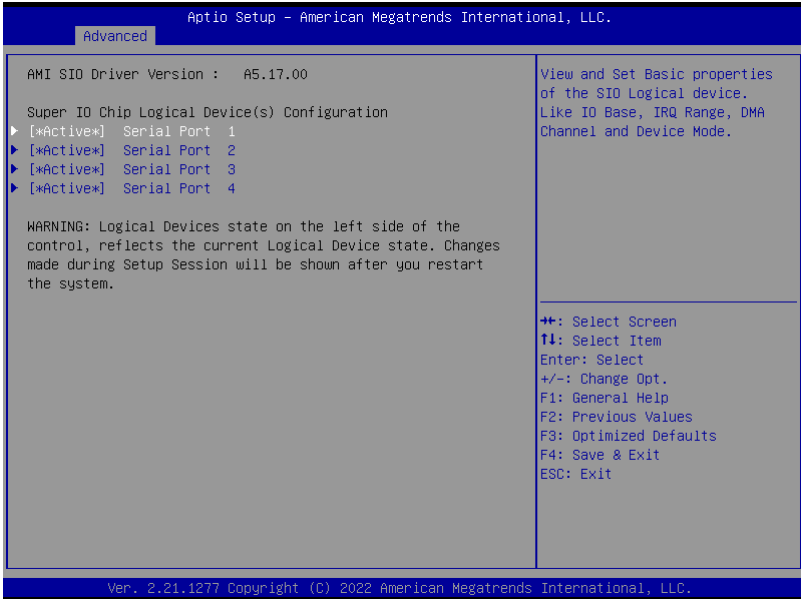 Aptio Setup – American Megatrends International, LLC.
Advanced
AMI SIO Driver Version : A5.17.00
Super IO Chip Logical Device(s) Configuration
[*Active*] Serial Port 1
[*Active*] Serial Port 2
[*Active*] Serial Port 3
[*Active*] Serial Port 4
WARNING: Logical Devices state on the left side of the
control, reflects the current Logical Device state. Changes
made during Setup Session will be shown after you restart
the system.
View and Set Basic properties
of the SIO Logical device.
Like IO Base, IRQ Range, DMA
Channel and Device Mode.
→←: Select Screen
↑↓: Select Item
Enter: Select
+/-: Change Opt.
F1: General Help
F2: Previous Values
F3: Optimized Defaults
F4: Save & Exit
ESC: Exit
Ver. 2.21.1277 Copyright (C) 2022 American Megatrends International, LLC.